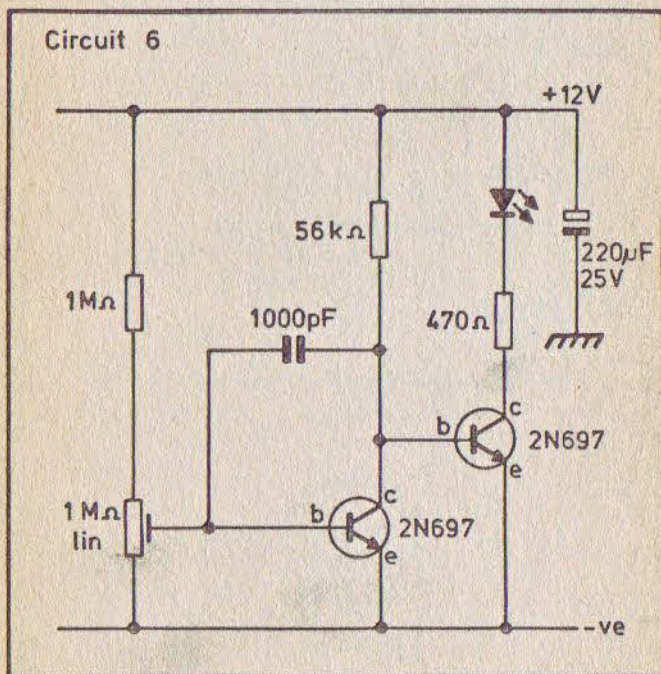 Circuit 6
+12V
56kΩ
220μF
25V
1MΩ
1000pF
470Ω
c
b
2N697
e
1MΩ
lin
c
b
2N697
e
-ve